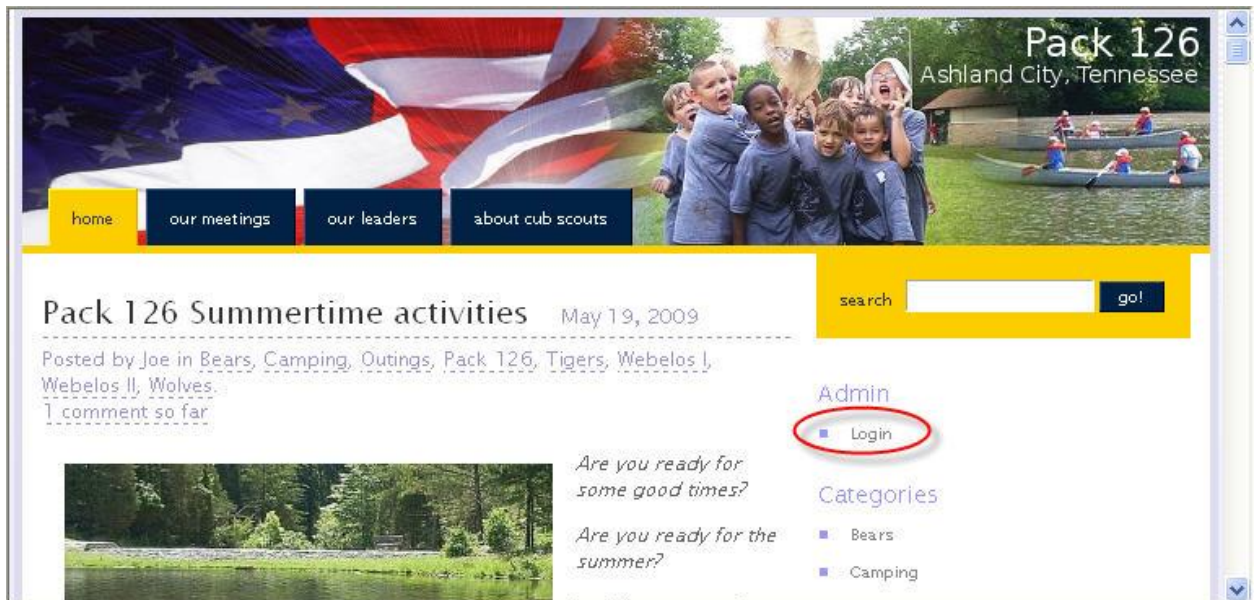 Pack 126
Ashland City, Tennessee
home
our meetings
our leaders
about cub scouts
search
go!
Pack 126 Summertime activities May 19, 2009
Posted by Joe in Bears, Camping, Outings, Pack 126, Tigers, Webelos I,
Webelos II, Wolves.
1 comment so far
Are you ready for
some good times?
Are you ready for the
summer?
Admin
Login
Categories
Bears
Camping